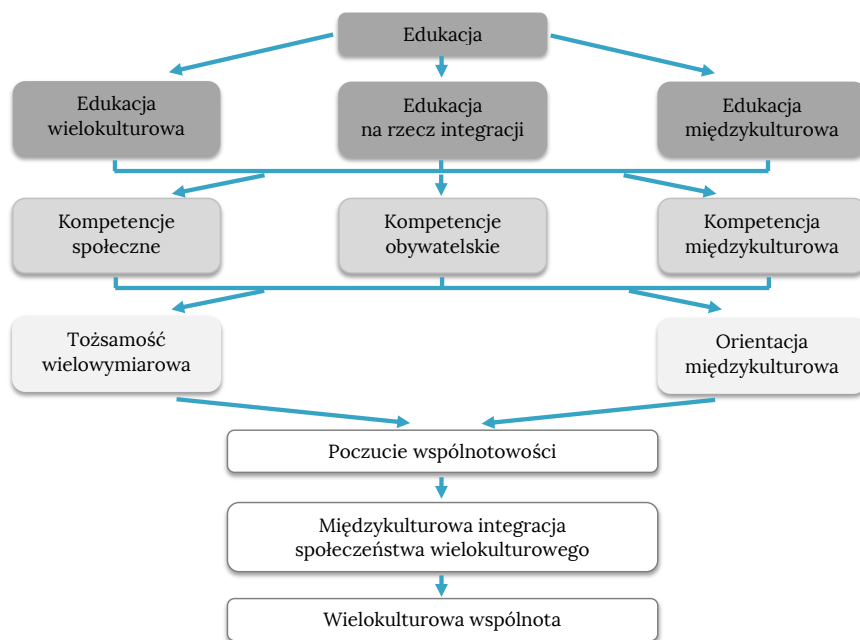 Edukacja
Edukacja
wielokulturowa
Edukacja
na rzecz integracji
Edukacja
międzykulturowa
Kompetencje
społeczne
Kompetencje
obywatelskie
Kompetencja
międzykulturowa
Tożsamość
wielowymiarowa
Orientacja
międzykulturowa
Poczucie wspólnotowości
Międzykulturowa integracja
społeczeństwa wielokulturowego
Wielokulturowa wspólnota